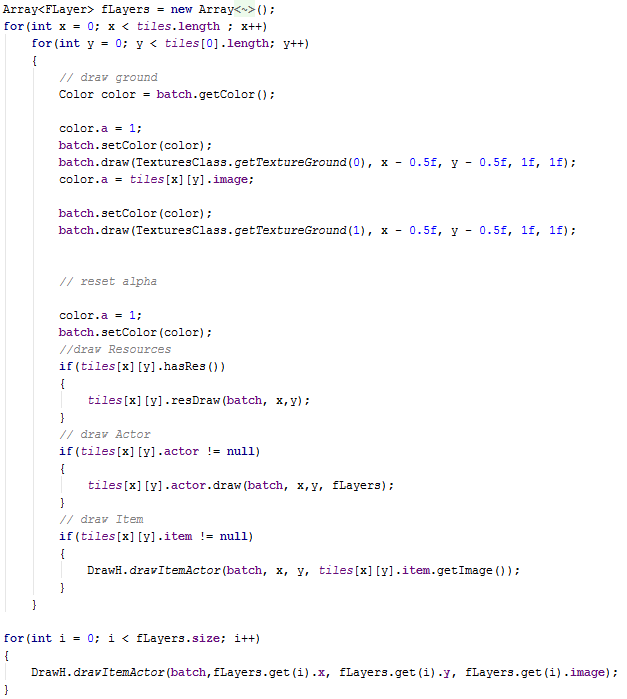 Array<FLayer> fLayers = new Array<~>();
for(int x = 0; x < tiles.length ; x++)
for(int y = 0; y < tiles[0].length; y++)
{
// draw ground
Color color = batch.getColor();
color.a = 1;
batch.setColor(color);
batch.draw(TexturesClass.getTextureGround(0), x - 0.5f, y - 0.5f, 1f, 1f);
color.a = tiles[x][y].image;
batch.setColor(color);
batch.draw(TexturesClass.getTextureGround(1), x - 0.5f, y - 0.5f, 1f, 1f);
// reset alpha
color.a = 1;
batch.setColor(color);
//draw Resources
if(tiles[x][y].hasRes())
{
tiles[x][y].resDraw(batch, x,y);
}
// draw Actor
if(tiles[x][y].actor != null)
{
tiles[x][y].actor.draw(batch, x,y, fLayers);
}
// draw Item
if(tiles[x][y].item != null)
{
DrawH.drawItemActor(batch, x, y, tiles[x][y].item.getImage());
}
}
for(int i = 0; i < fLayers.size; i++)
{
DrawH.drawItemActor(batch,fLayers.get(i).x, fLayers.get(i).y, fLayers.get(i).image);
}